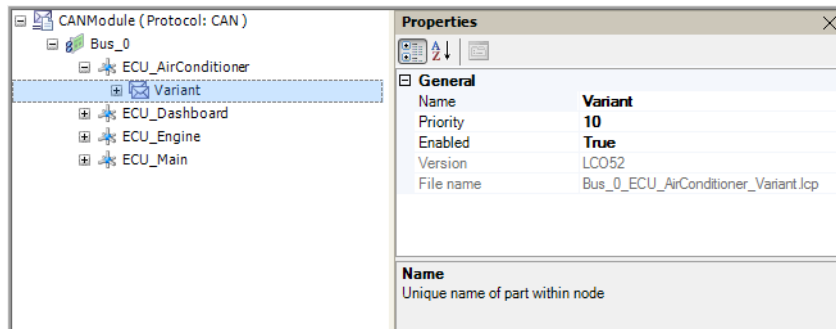 CANModule ( Protocol: CAN )
Bus_0
ECU_AirConditioner
Variant
ECU_Dashboard
ECU_Engine
ECU_Main
Properties
General
Name Variant
Priority 10
Enabled True
Version LCO52
File name Bus_0_ECU_AirConditioner_Variant.lcp
Name
Unique name of part within node